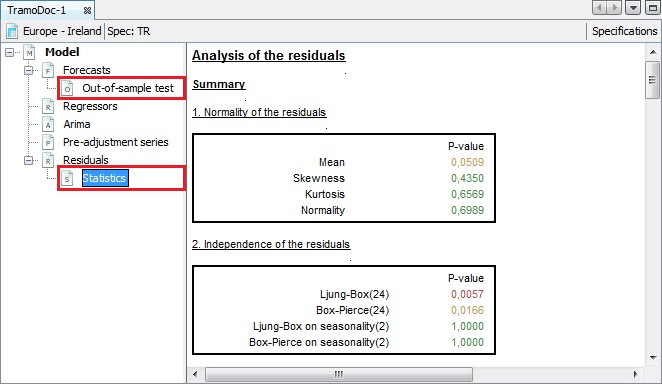 TramoDoc-1
Europe - Ireland Spec: TR Specifications
M Model
F Forecasts
O Out-of-sample test
R Regressors
A Arima
P Pre-adjustment series
R Residuals
S Statistics
Analysis of the residuals
Summary
1. Normality of the residuals
P-value
Mean 0,0509
Skewness 0,4350
Kurtosis 0,6569
Normality 0,6989
2. Independence of the residuals
P-value
Ljung-Box(24) 0,0057
Box-Pierce(24) 0,0166
Ljung-Box on seasonality(2) 1,0000
Box-Pierce on seasonality(2) 1,0000